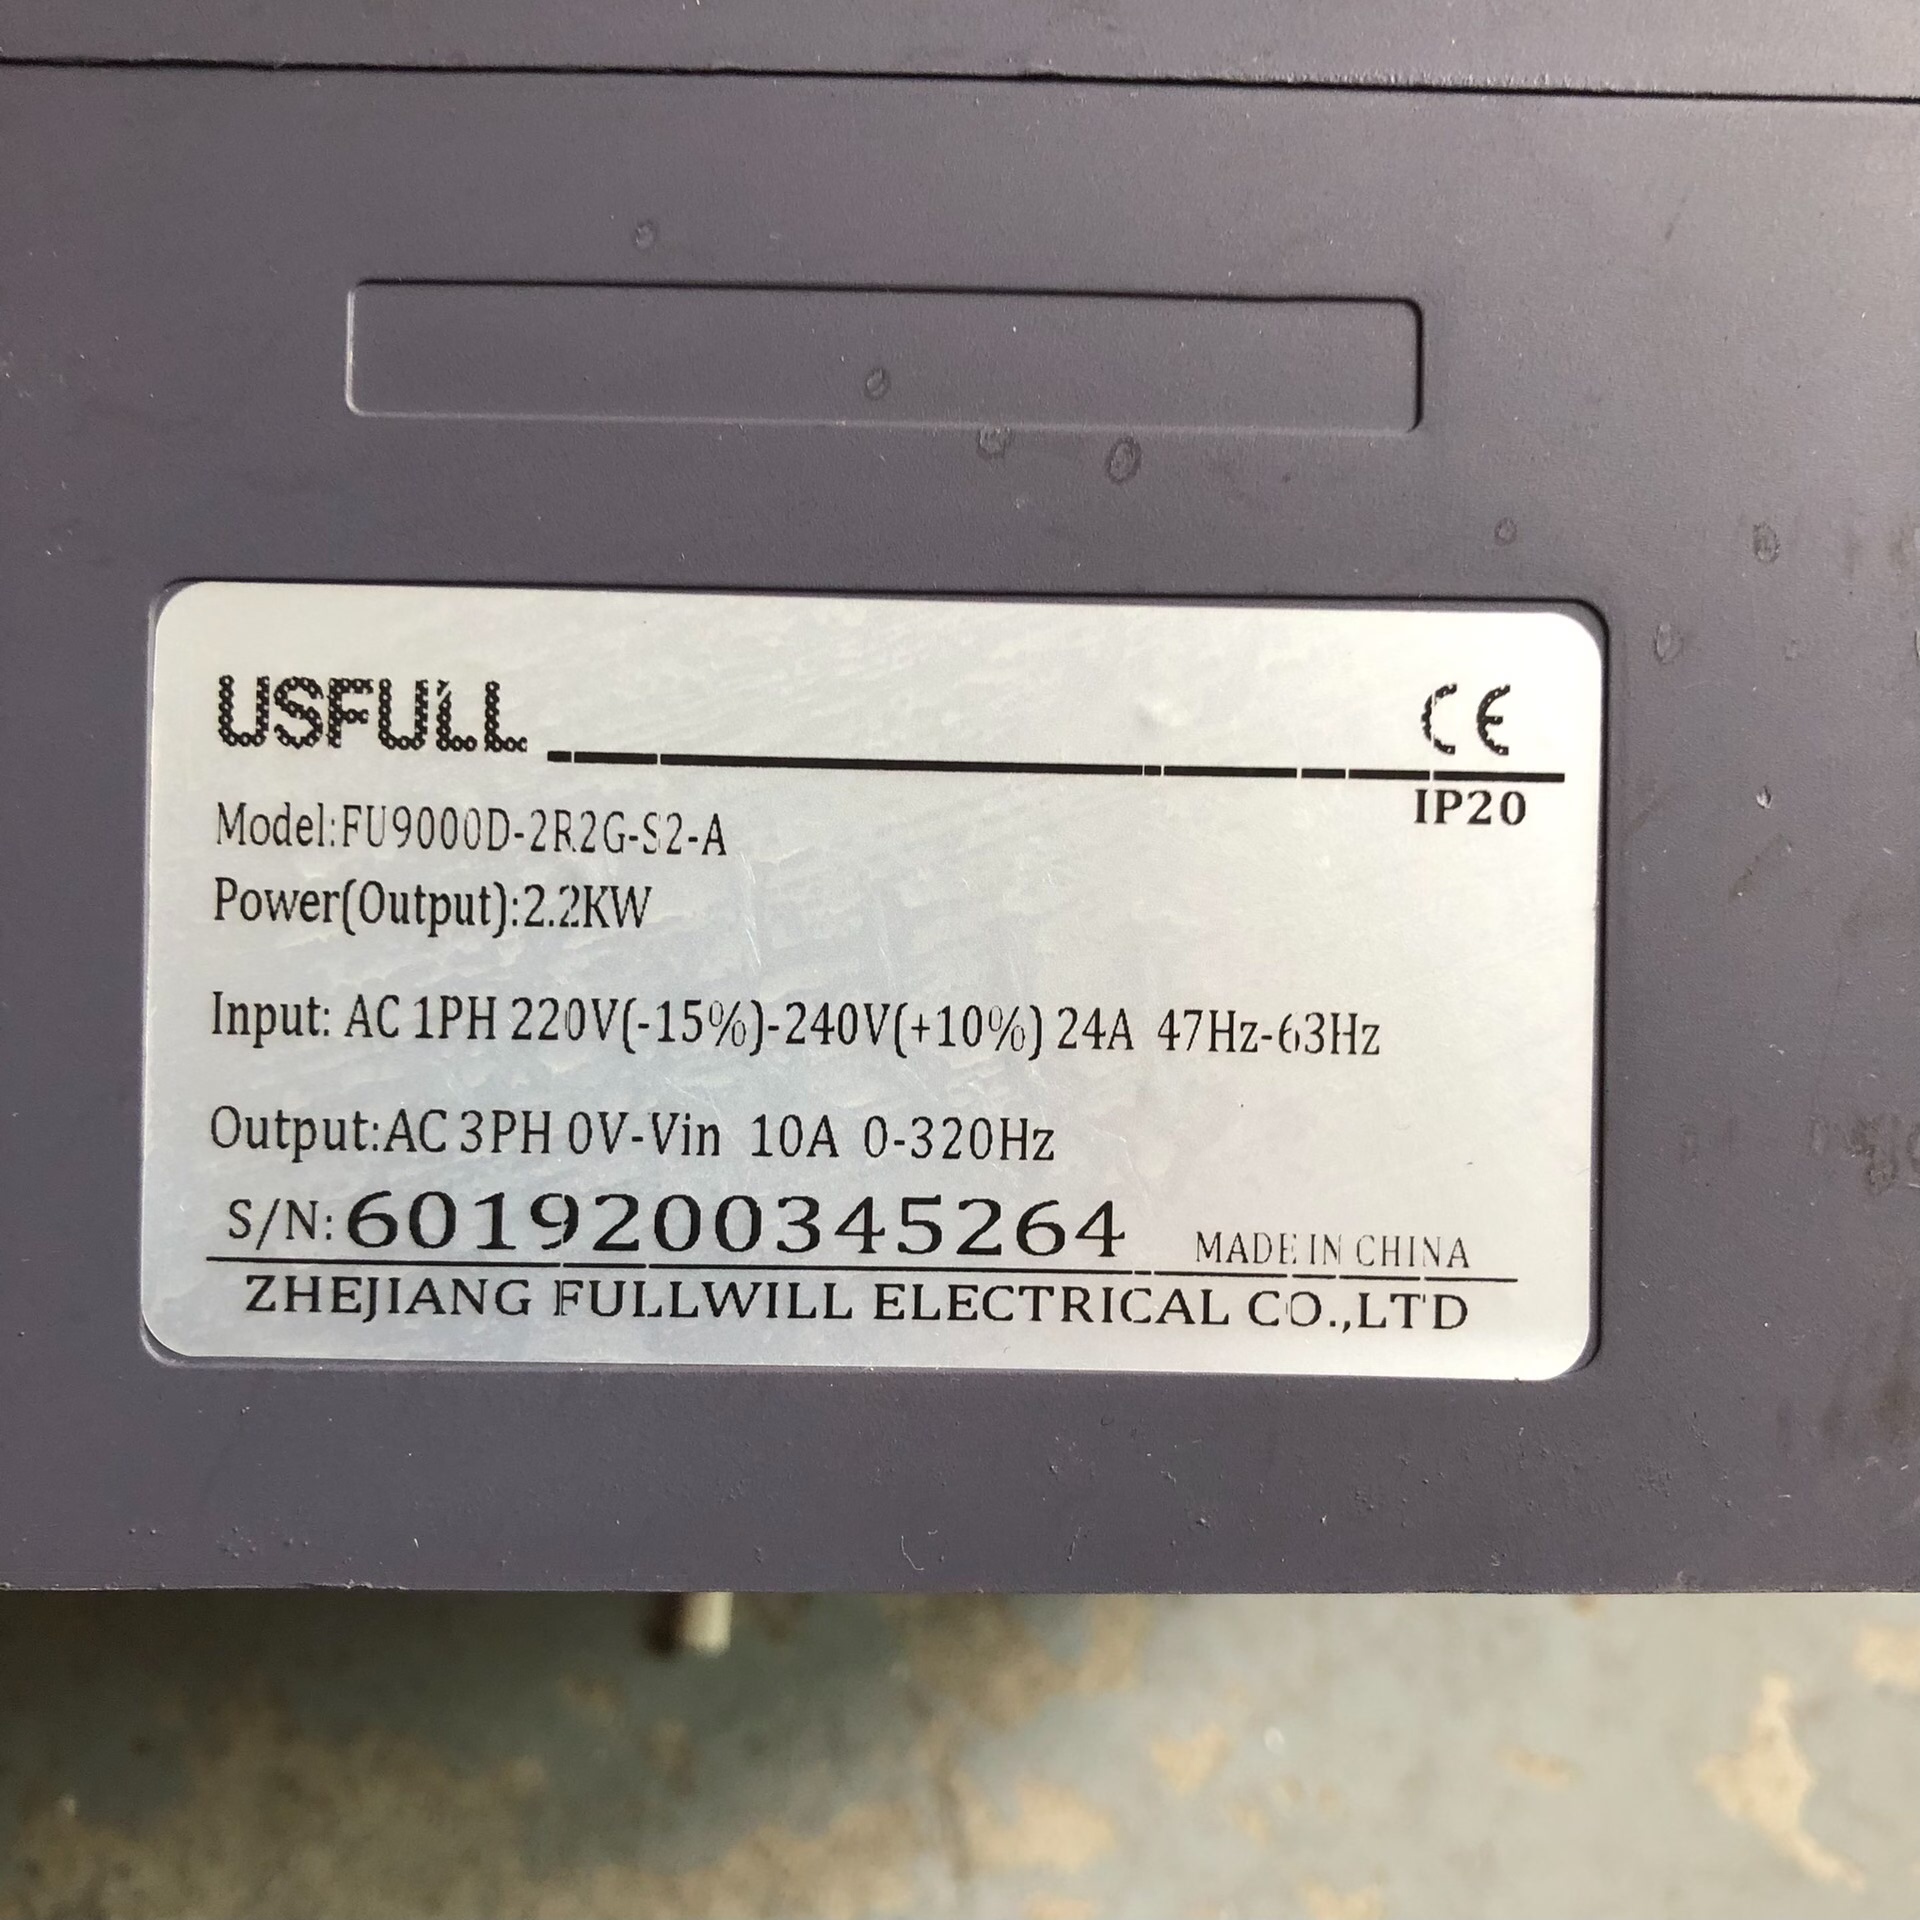 USFULL
CE
IP20
Model:FU9000D-2R2G-S2-A
Power(Output):2.2KW
Input: AC 1PH 220V(-15%)-240V(+10%) 24A 47Hz-63Hz
Output:AC 3PH 0V-Vin 10A 0-320Hz
S/N:6019200345264 MADE IN CHINA
ZHEJIANG FULLWILL ELECTRICAL CO.,LTD